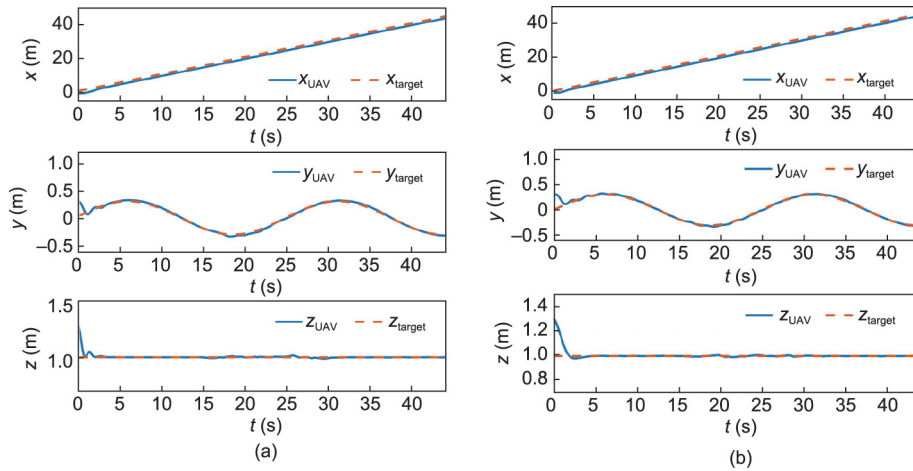 40
20
0
x (m)
x_UAV x_target
0 5 10 15 20 25 30 35 40
t (s)
1.0
0.5
0
−0.5
y (m)
y_UAV y_target
0 5 10 15 20 25 30 35 40
t (s)
1.5
1.0
z (m)
z_UAV z_target
0 5 10 15 20 25 30 35 40
t (s)
(a)
40
20
0
x (m)
x_UAV x_target
0 5 10 15 20 25 30 35 40
t (s)
1.0
0.5
0
−0.5
y (m)
y_UAV y_target
0 5 10 15 20 25 30 35 40
t (s)
1.4
1.2
1.0
0.8
z (m)
z_UAV z_target
0 5 10 15 20 25 30 35 40
t (s)
(b)